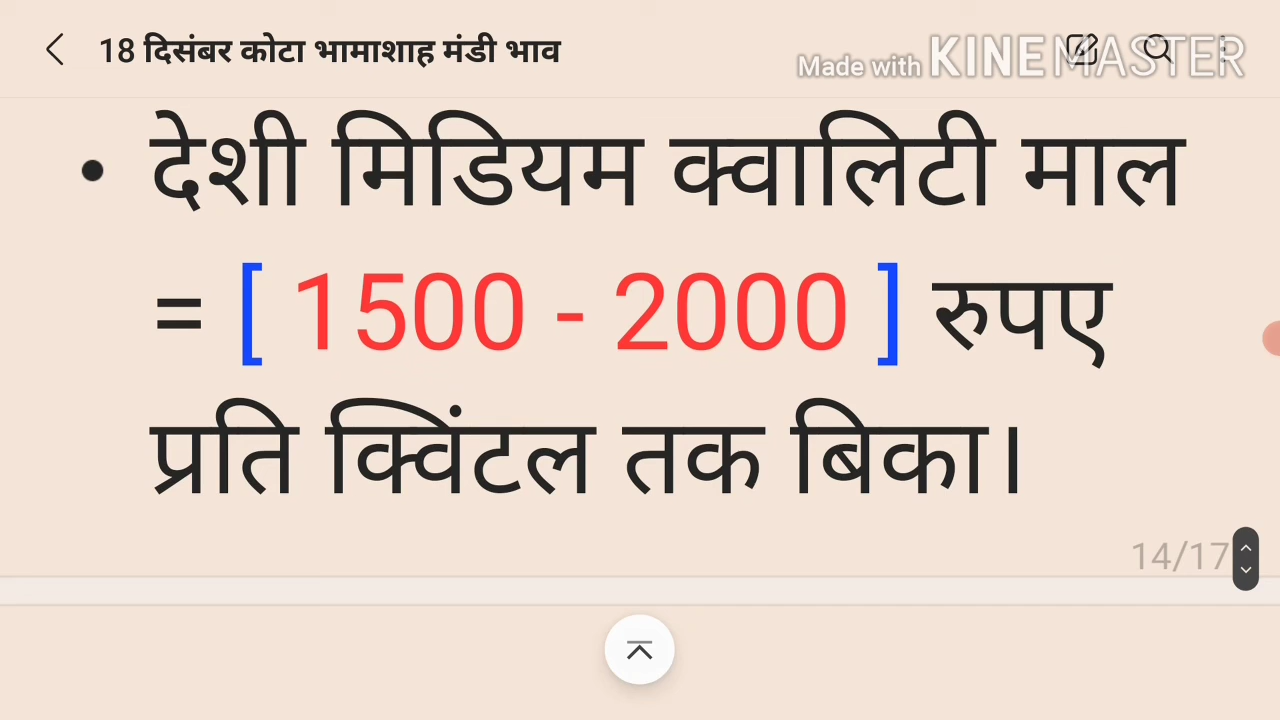 18 दिसंबर कोटा भामाशाह मंडी भाव
Made with KINEMASTER
• देशी मिडियम क्वालिटी माल
= [ 1500 - 2000 ] रुपए
प्रति क्विंटल तक बिका।
14/17